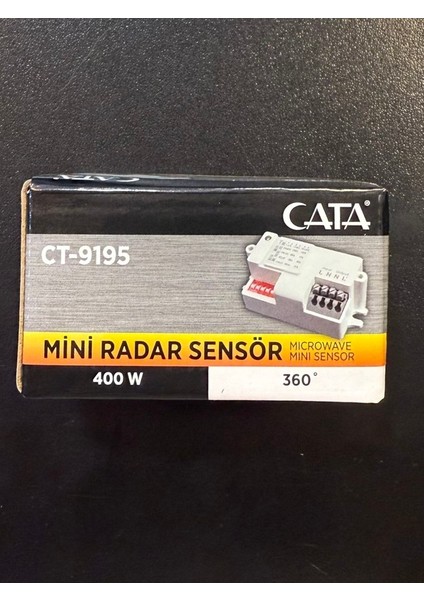 CATA®
CT-9195
L N N L
MİNİ RADAR SENSÖR
MICROWAVE
MINI SENSOR
400 W
360°